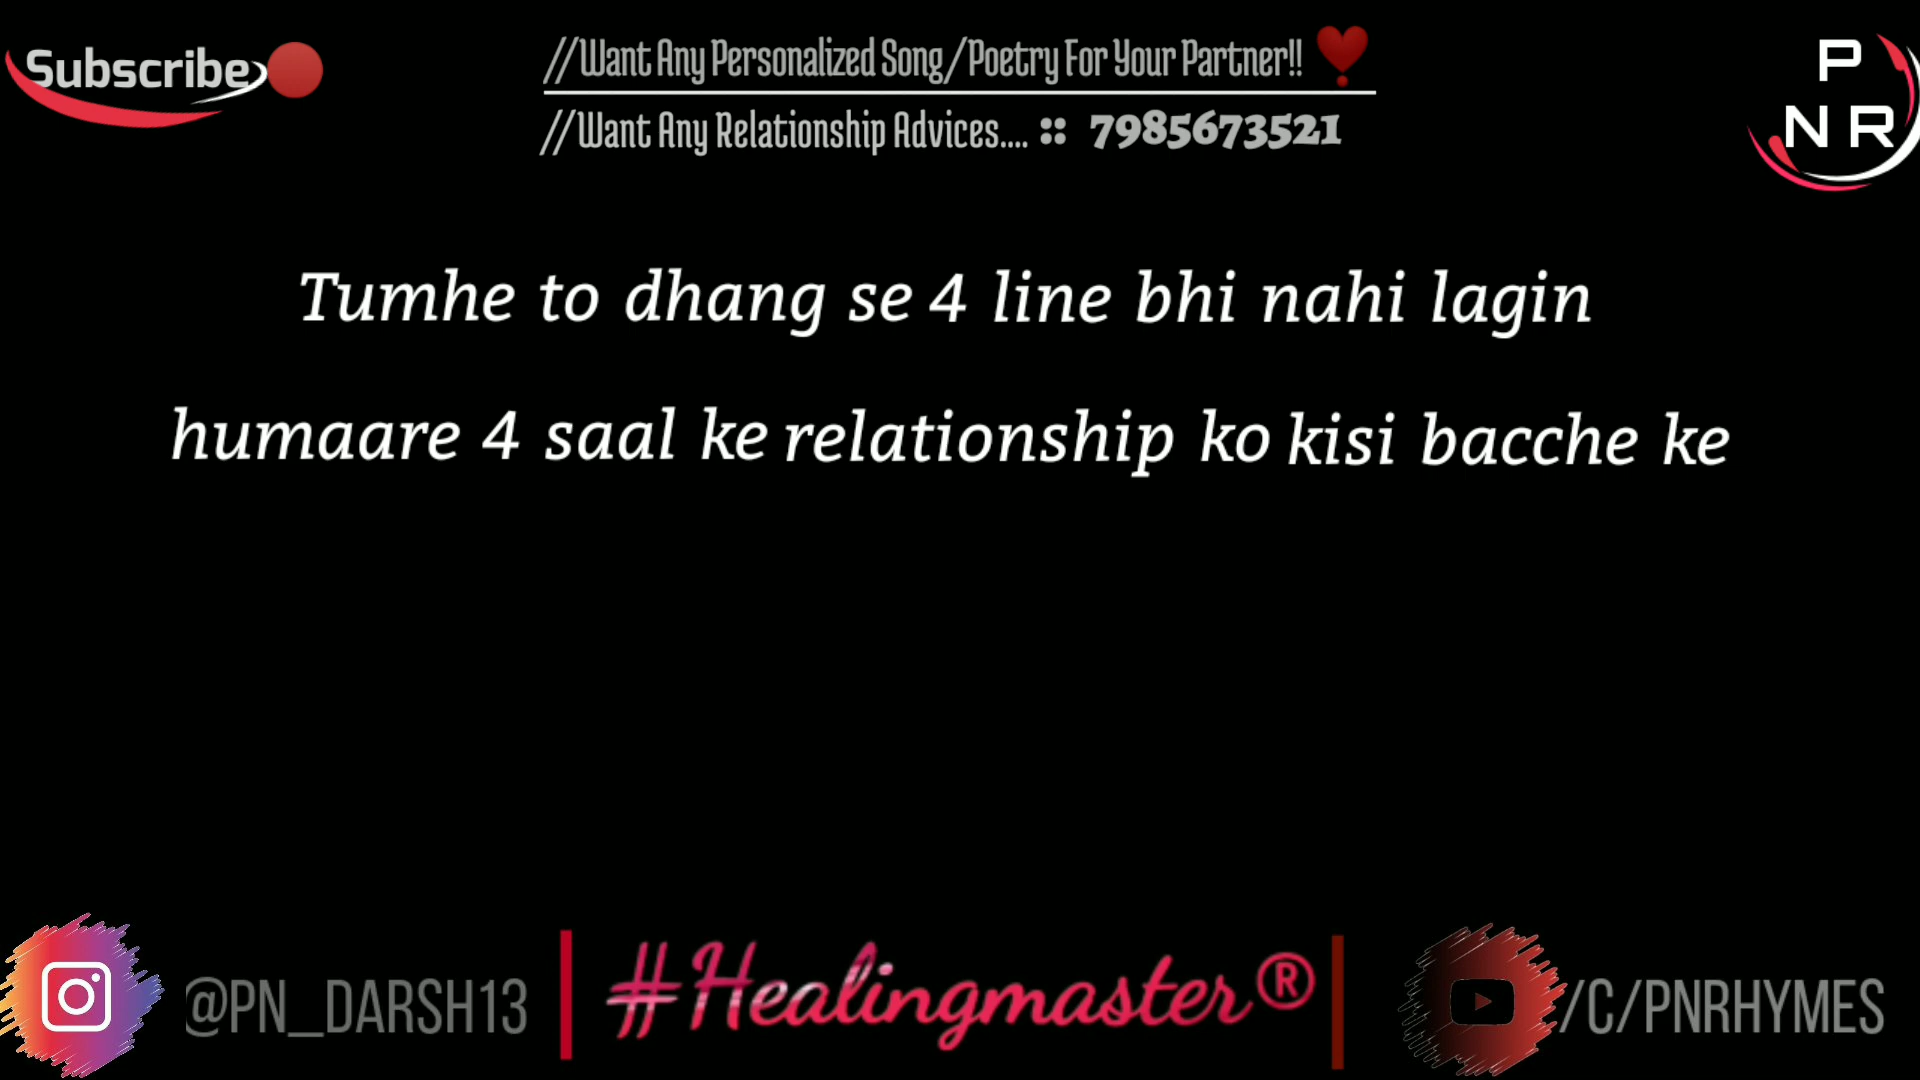 Subscribe
//Want Any Personalized Song/Poetry For Your Partner!!
//Want Any Relationship Advices.... :: 7985673521
P
NR
Tumhe to dhang se 4 line bhi nahi lagin
humaare 4 saal ke relationship ko kisi bacche ke
@PN_DARSH13
#Healingmaster®
/C/PNRHYMES